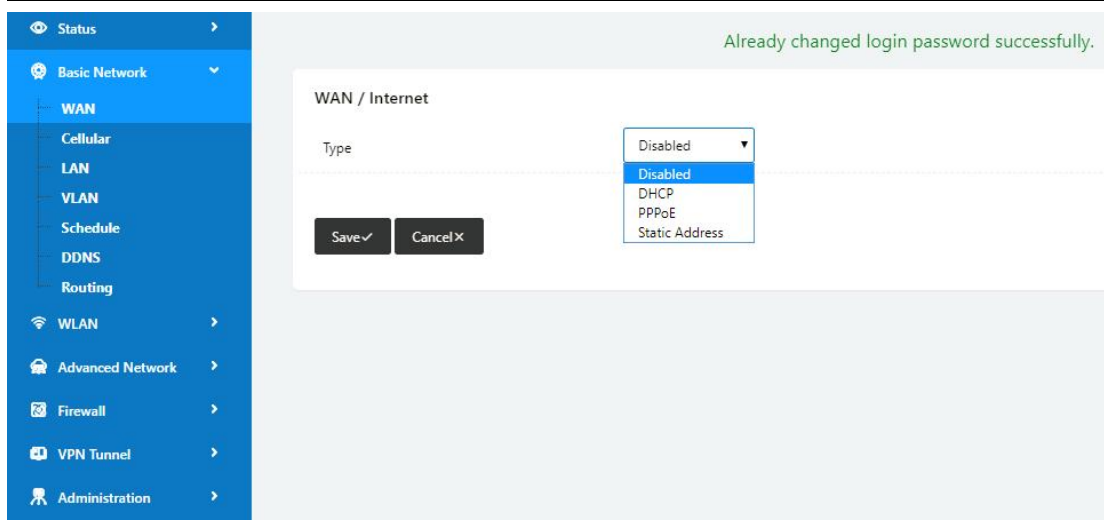 Status
Basic Network
WAN
Cellular
LAN
VLAN
Schedule
DDNS
Routing
WLAN
Advanced Network
Firewall
VPN Tunnel
Administration
Already changed login password successfully.
WAN / Internet
Type
Disabled
Disabled
DHCP
PPPoE
Static Address
Save Cancel